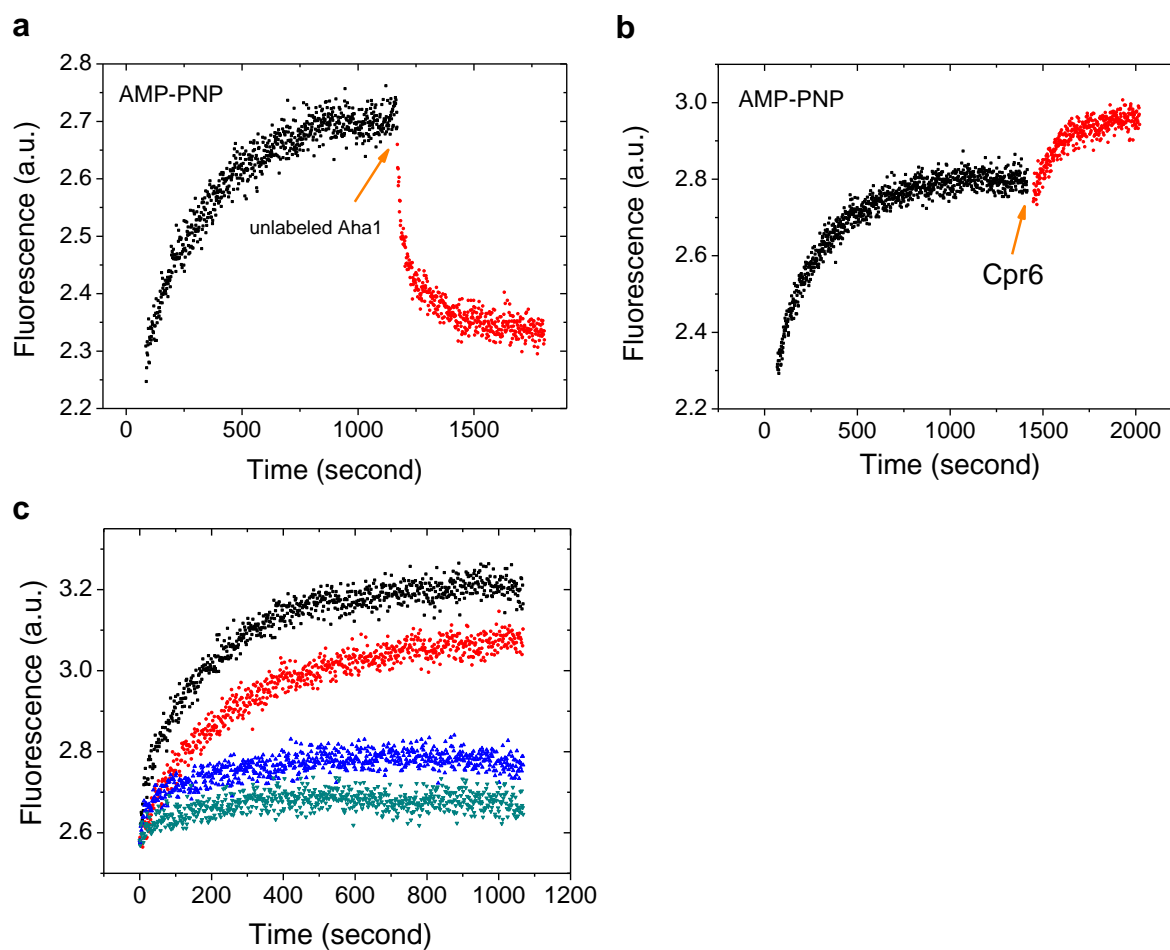 a
2.8
2.7
2.6
2.5
2.4
2.3
2.2
0
500
1000
1500
AMP-PNP
unlabeled Aha1
Fluorescence (a.u.)
Time (second)
b
3.0
2.8
2.6
2.4
2.2
0
500
1000
1500
2000
AMP-PNP
Cpr6
Fluorescence (a.u.)
Time (second)
c
3.2
3.0
2.8
2.6
0
200
400
600
800
1000
1200
Fluorescence (a.u.)
Time (second)